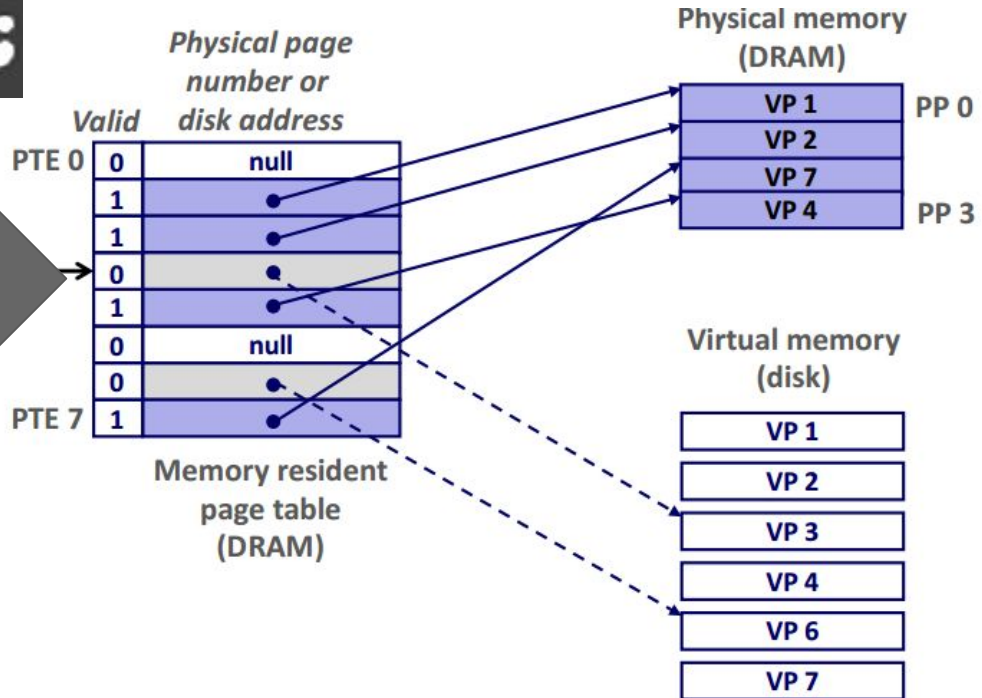 Physical page
number or
disk address
Valid
PTE 0
0
null
1
1
0
1
0
null
0
PTE 7
1
Memory resident
page table
(DRAM)
Physical memory
(DRAM)
VP 1
PP 0
VP 2
VP 7
VP 4
PP 3
Virtual memory
(disk)
VP 1
VP 2
VP 3
VP 4
VP 6
VP 7